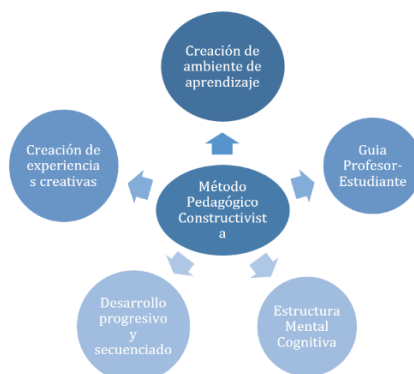 Creación de
ambiente de
aprendizaje
Creación de
experiencia
s creativas
Guia
Profesor-
Estudiante
Método
Pedagógico
Constructivist
a
Desarrollo
progresivo
y
secuenciado
Estructura
Mental
Cognitiva